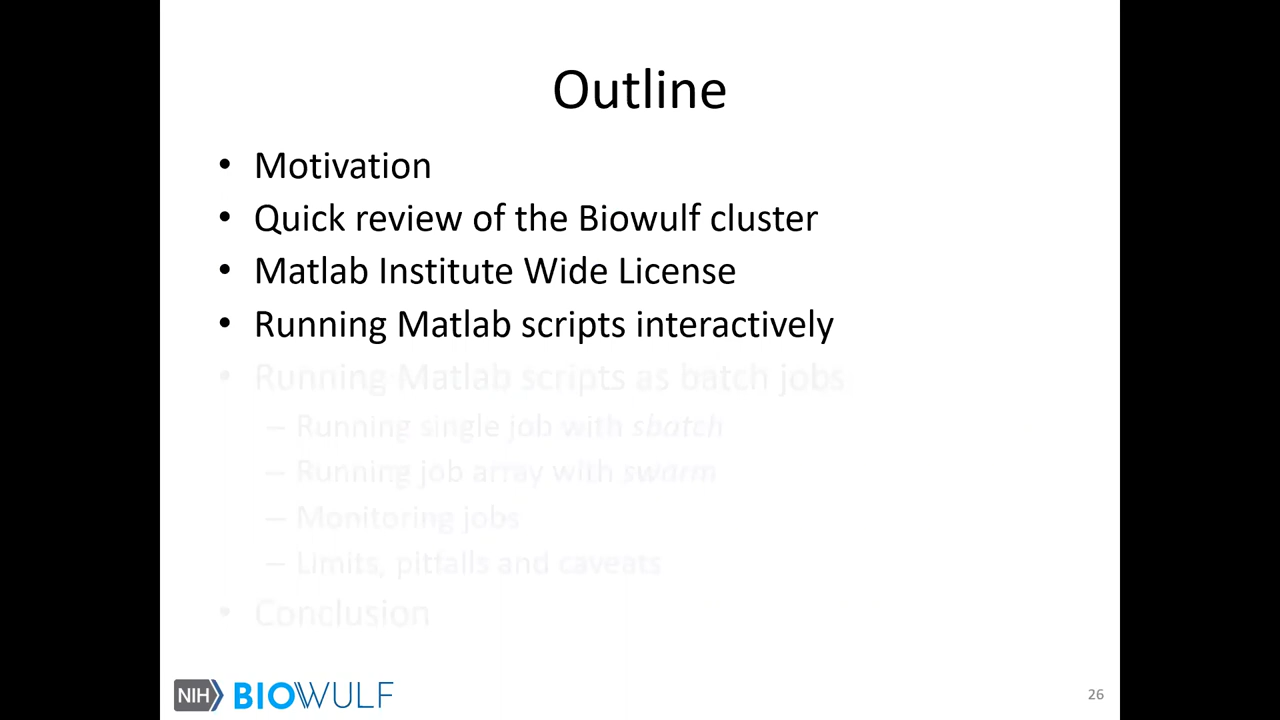 Outline
• Motivation
• Quick review of the Biowulf cluster
• Matlab Institute Wide License
• Running Matlab scripts interactively
• Running Matlab scripts as batch jobs
– Running single job with sbatch
– Running job array with swarm
– Monitoring jobs
– Limits, pitfalls and caveats
• Conclusion
NIH BIOWULF
26